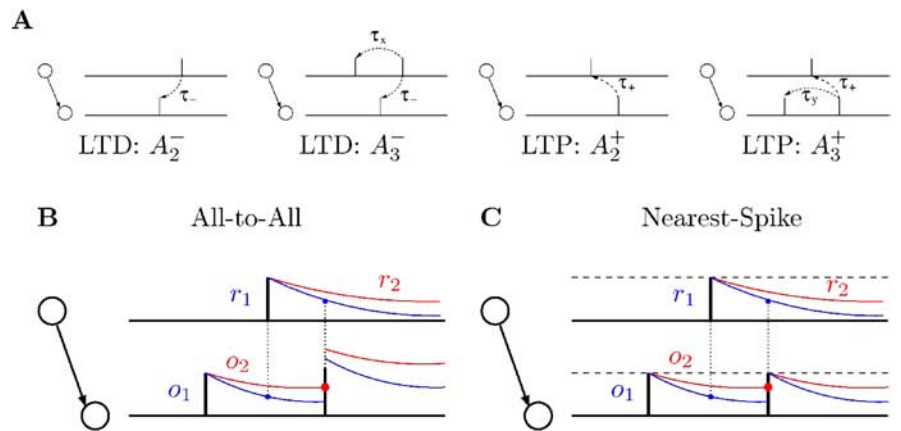 A
τx
τ−
τ−
τ+
τy
τ+
LTD: A₂⁻
LTD: A₃⁻
LTP: A₂⁺
LTP: A₃⁺
B
All-to-All
C
Nearest-Spike
r₁
r₂
o₁
o₂
r₁
r₂
o₁
o₂